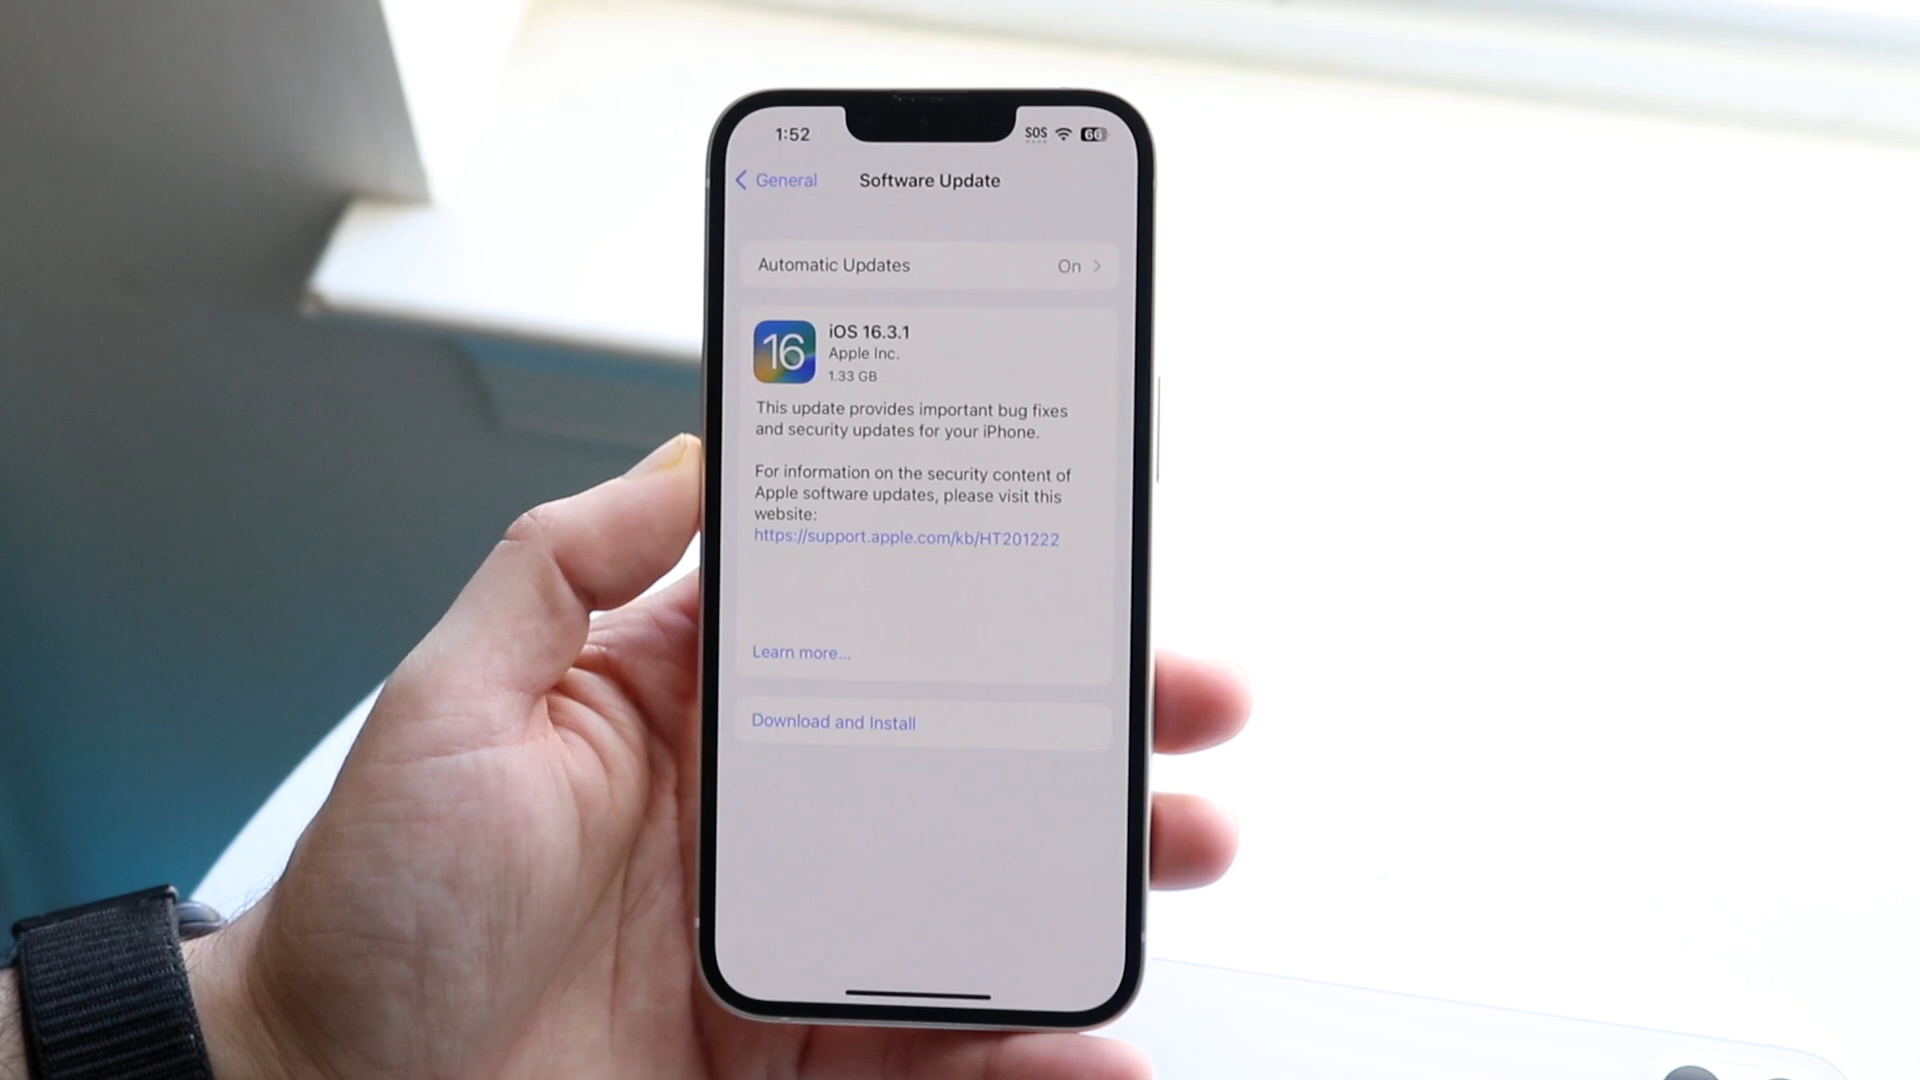 1:52
SOS 66
General
Software Update
Automatic Updates On
16
iOS 16.3.1
Apple Inc.
1.33 GB
This update provides important bug fixes
and security updates for your iPhone.
For information on the security content of
Apple software updates, please visit this
website:
https://support.apple.com/kb/HT201222
Learn more...
Download and Install